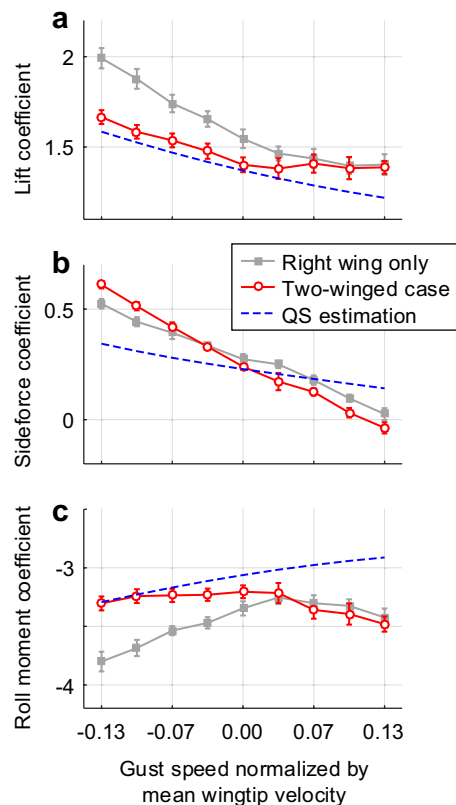 a
2
1.5
Lift coefficient
b
0.5
0
Sideforce coefficient
Right wing only
Two-winged case
QS estimation
c
-3
-4
Roll moment coefficient
-0.13 -0.07 0.00 0.07 0.13
Gust speed normalized by
mean wingtip velocity